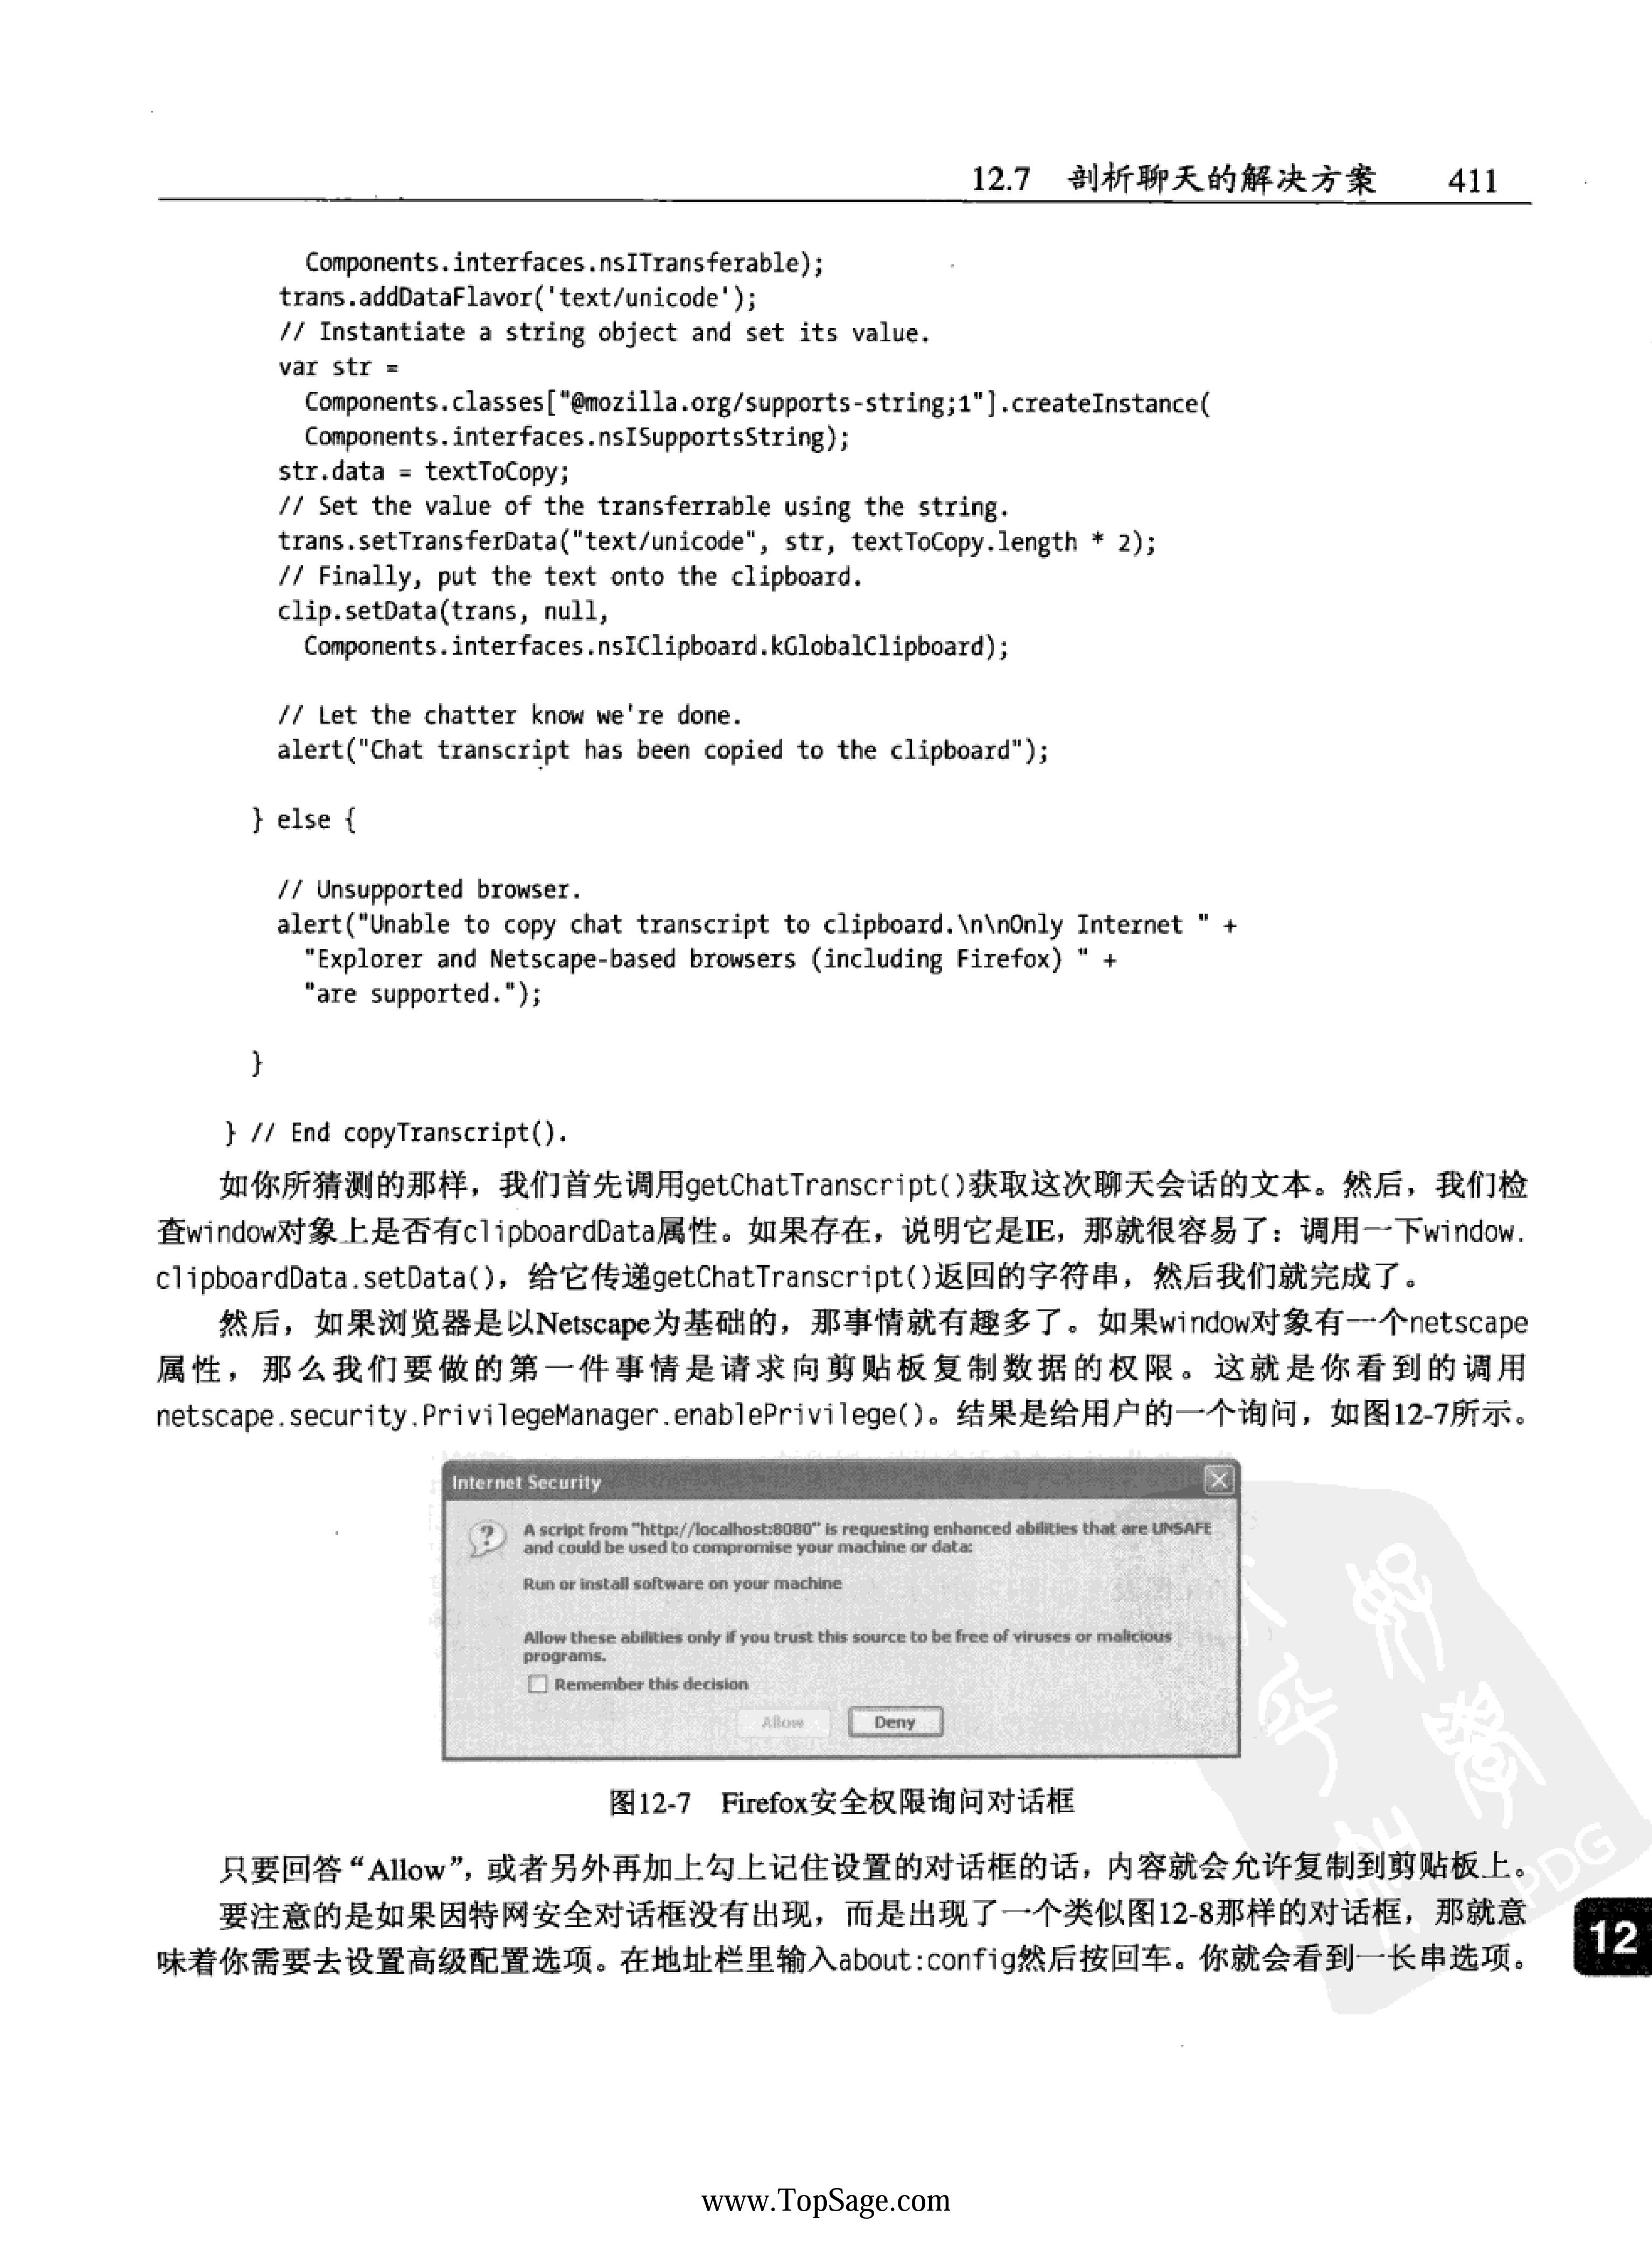 12.7 剖析聊天的解决方案 411
Components.interfaces.nsITransferable);
trans.addDataFlavor('text/unicode');
// Instantiate a string object and set its value.
var str =
Components.classes["@mozilla.org/supports-string;1"].createInstance(
Components.interfaces.nsISupportsString);
str.data = textToCopy;
// Set the value of the transferrable using the string.
trans.setTransferData("text/unicode", str, textToCopy.length * 2);
// Finally, put the text onto the clipboard.
clip.setData(trans, null,
Components.interfaces.nsIClipboard.kGlobalClipboard);
// Let the chatter know we're done.
alert("Chat transcript has been copied to the clipboard");
} else {
// Unsupported browser.
alert("Unable to copy chat transcript to clipboard.\n\nOnly Internet " +
"Explorer and Netscape-based browsers (including Firefox) " +
"are supported.");
}
} // End copyTranscript().
如你所猜测的那样，我们首先调用getChatTranscript()获取这次聊天会话的文本。然后，我们检
查window对象上是否有clipboardData属性。如果存在，说明它是IE，那就很容易了：调用一下window.
clipboardData.setData()，给它传递getChatTranscript()返回的字符串，然后我们就完成了。
然后，如果浏览器是以Netscape为基础的，那事情就有趣多了。如果window对象有一个netscape
属性，那么我们要做的第一件事情是请求向剪贴板复制数据的权限。这就是你看到的调用
netscape.security.PrivilegeManager.enablePrivilege()。结果是给用户的一个询问，如图12-7所示。
Internet Security
A script from "http://localhost:8080" is requesting enhanced abilities that are UNSAFE
and could be used to compromise your machine or data:
Run or install software on your machine
Allow these abilities only if you trust this source to be free of viruses or malicious
programs.
Remember this decision
Allow Deny
图12-7 Firefox安全权限询问对话框
只要回答“Allow”，或者另外再加上勾上记住设置的对话框的话，内容就会允许复制到剪贴板上。
要注意的是如果因特网安全对话框没有出现，而是出现了一个类似图12-8那样的对话框，那就意
味着你需要去设置高级配置选项。在地址栏里输入about:config然后按回车。你就会看到一长串选项。
PDG
12
www.TopSage.com